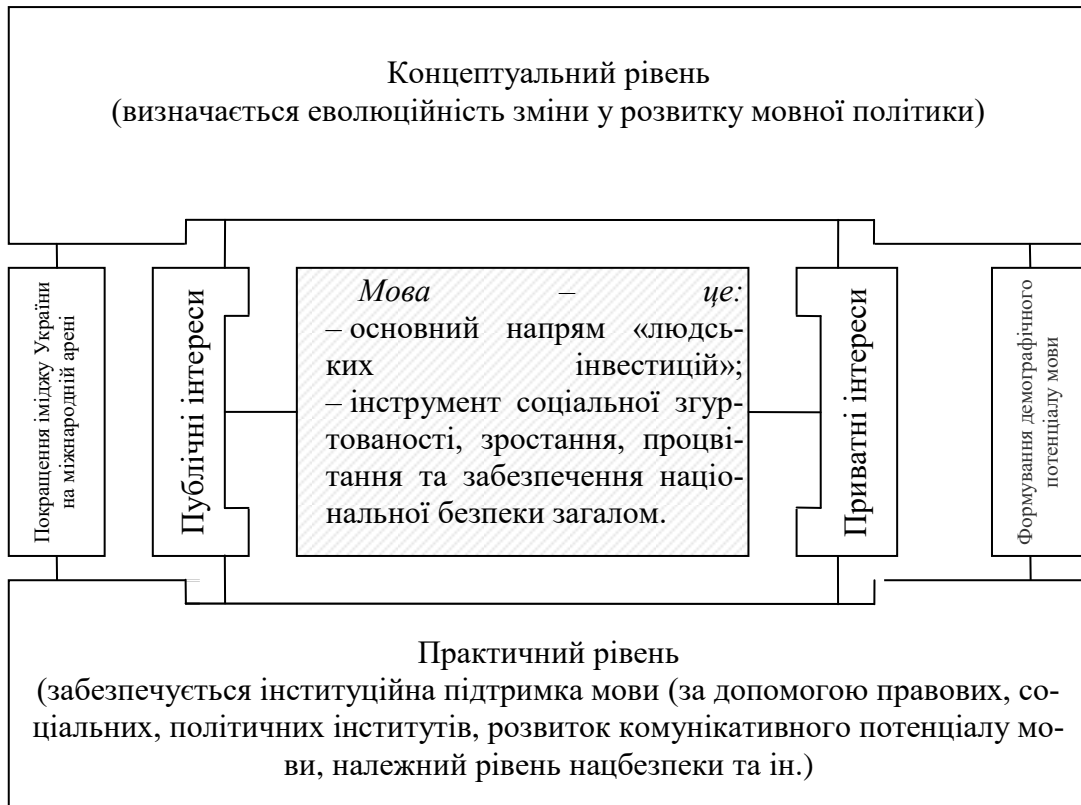 Концептуальний рівень
(визначається еволюційність зміни у розвитку мовної політики)
Покращення іміджу України
на міжнародній арені
Публічні інтереси
Мова – це:
– основний напрям «людсь-
ких інвестицій»;
– інструмент соціальної згур-
тованості, зростання, процві-
тання та забезпечення націо-
нальної безпеки загалом.
Приватні інтереси
Формування демографічного
потенціалу мови
Практичний рівень
(забезпечується інституційна підтримка мови (за допомогою правових, со-
ціальних, політичних інститутів, розвиток комунікативного потенціалу мо-
ви, належний рівень нацбезпеки та ін.)